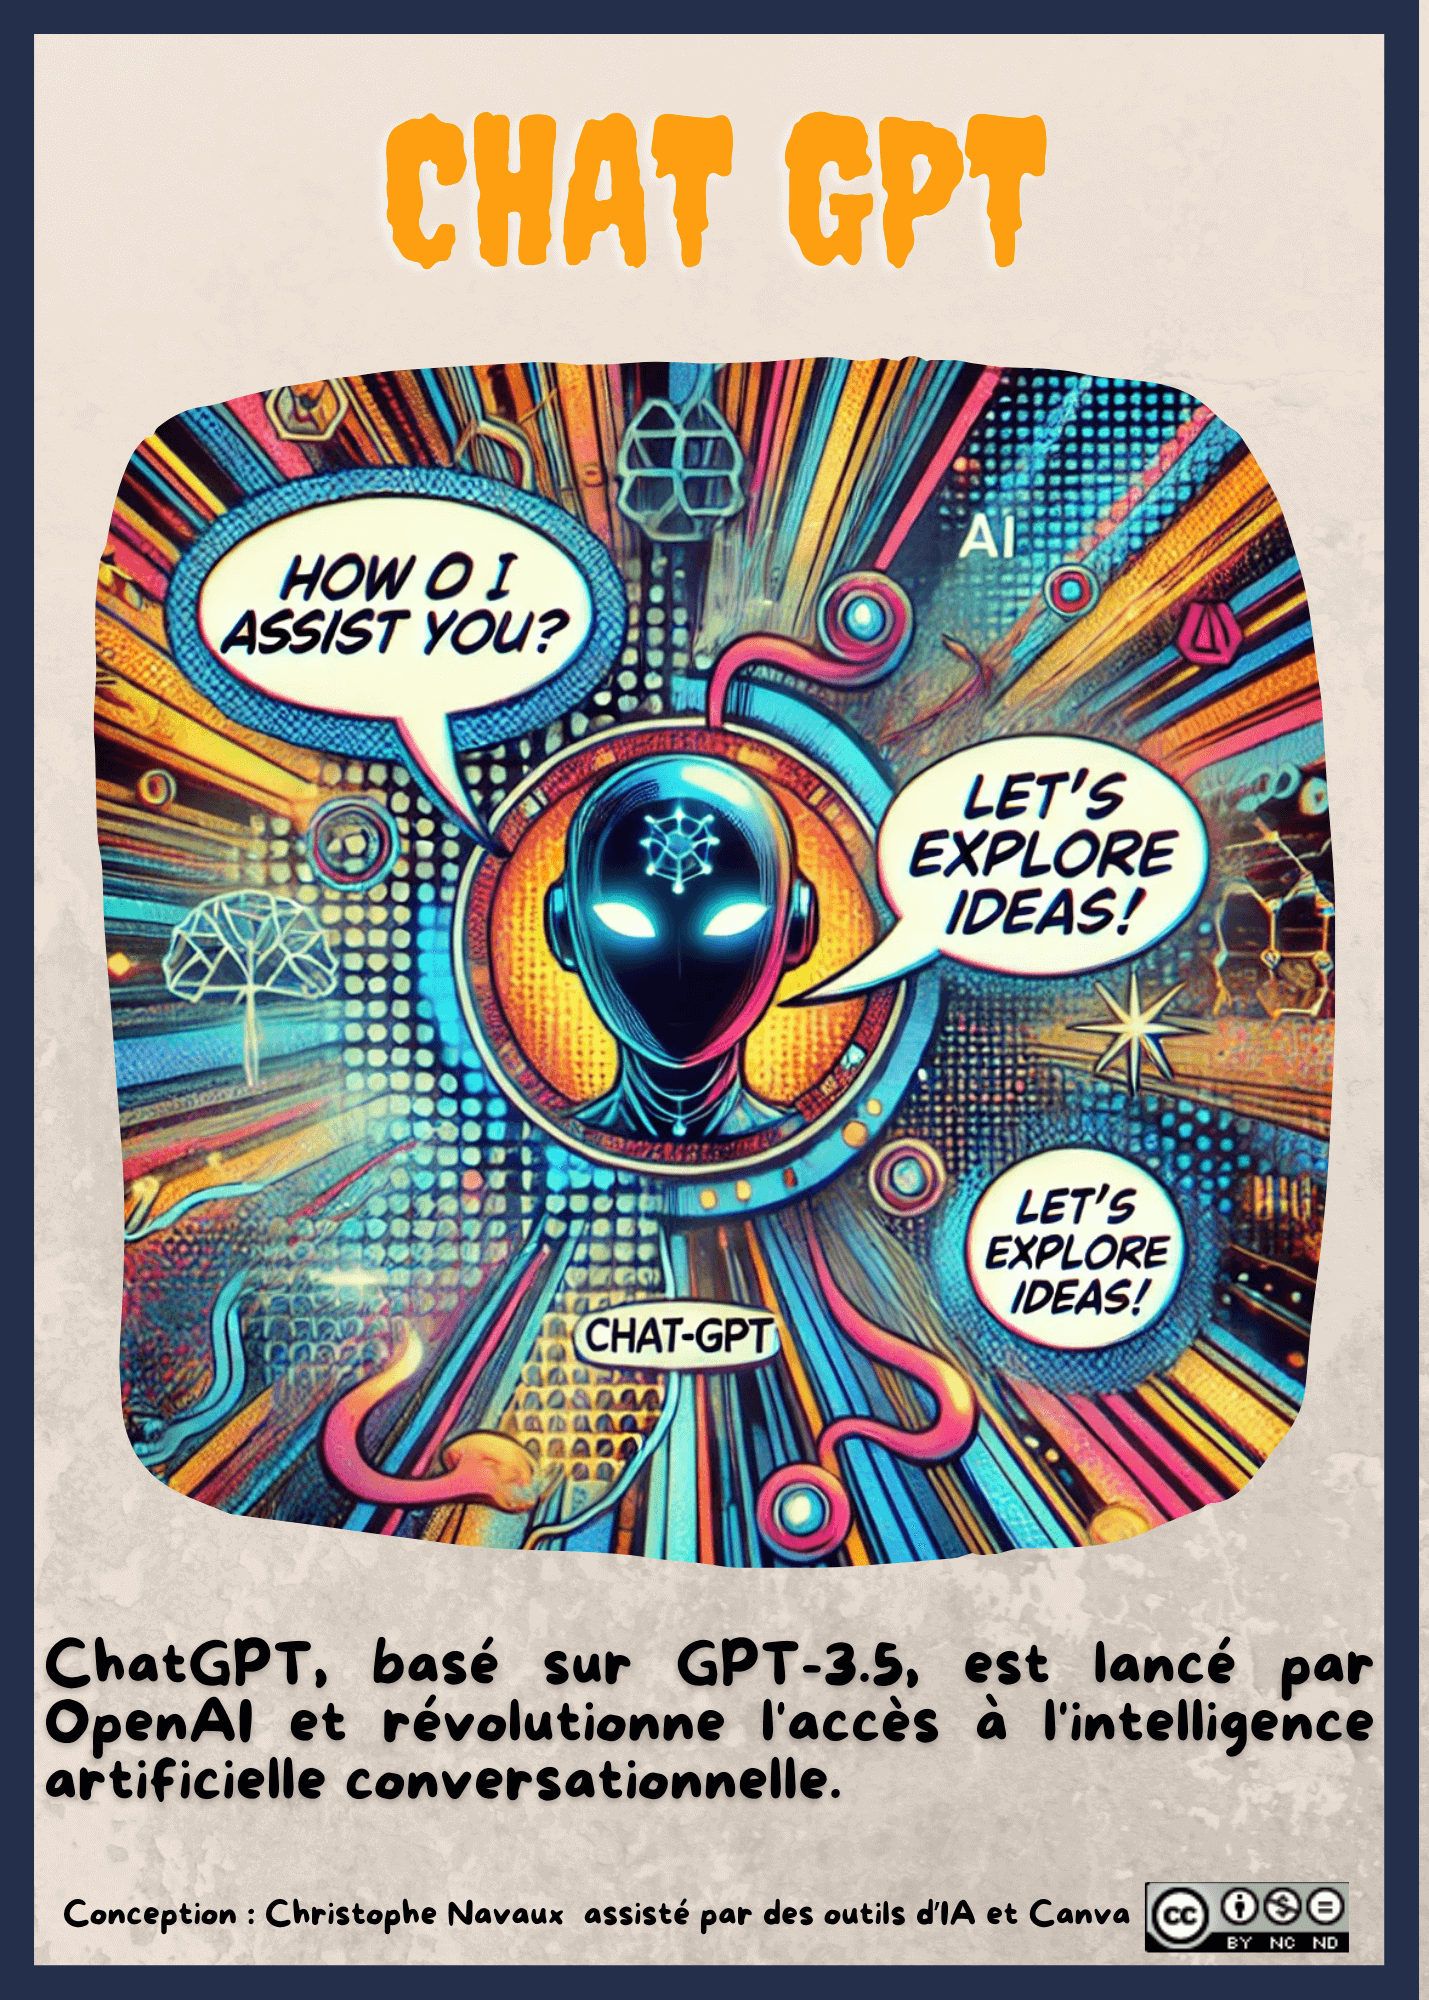 CHAT GPT
AI
HOW O I
ASSIST YOU?
LET'S
EXPLORE
IDEAS!
LET'S
EXPLORE
IDEAS!
CHAT-GPT
ChatGPT, basé sur GPT-3.5, est lancé par
OpenAI et révolutionne l'accès à l'intelligence
artificielle conversationnelle.
Conception : Christophe Navaux assisté par des outils d'IA et Canva
cc
BY NC ND